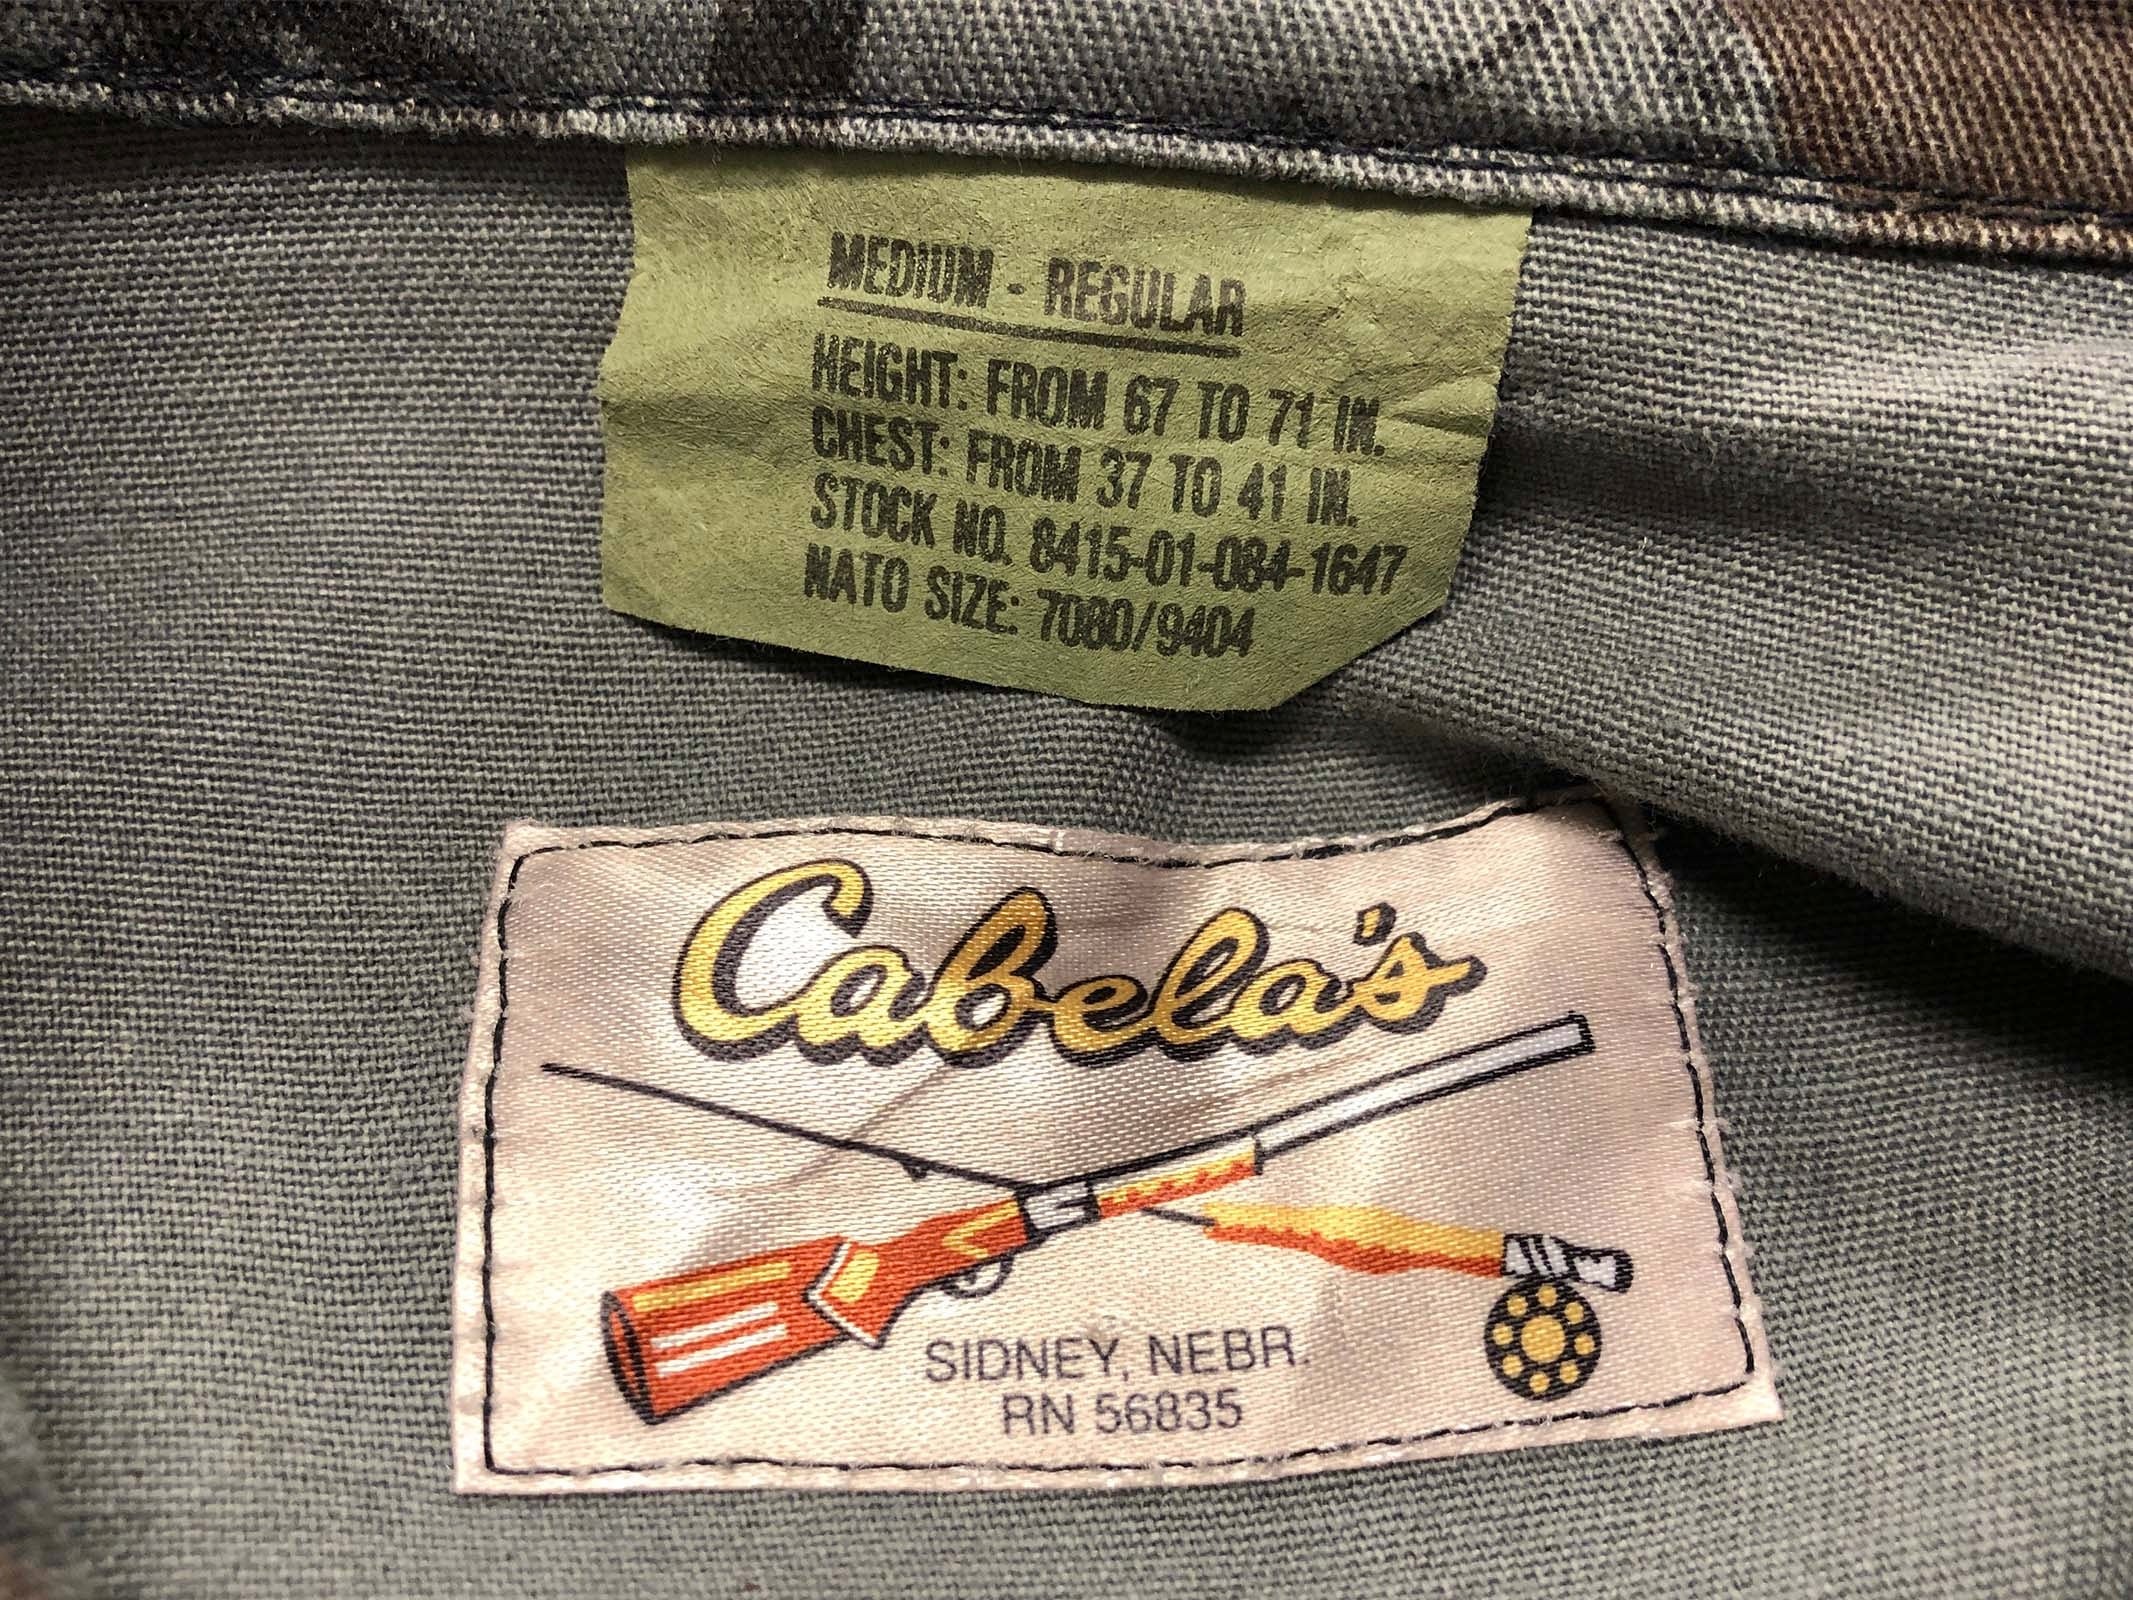 MEDIUM - REGULAR
HEIGHT: FROM 67 TO 71 IN.
CHEST: FROM 37 TO 41 IN.
STOCK NO. 8415-01-084-1647
NATO SIZE: 7080/9404
Cabela's
SIDNEY, NEBR.
RN 56835